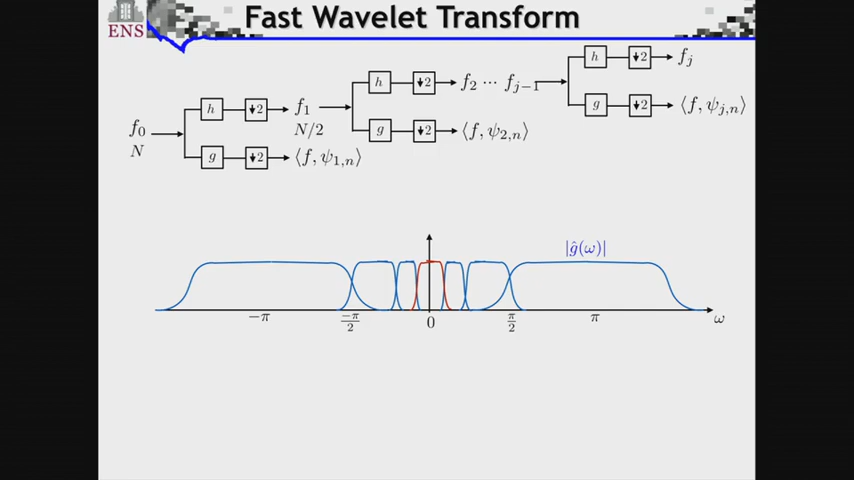 Fast Wavelet Transform
ENS
h ↓2 f_j
h ↓2 f_2 ⋯ f_{j−1}
g ↓2 ⟨f, ψ_{j,n}⟩
h ↓2 f_1
N/2
g ↓2 ⟨f, ψ_{2,n}⟩
f_0
N
g ↓2 ⟨f, ψ_{1,n}⟩
|ĝ(ω)|
−π −π/2 0 π/2 π ω